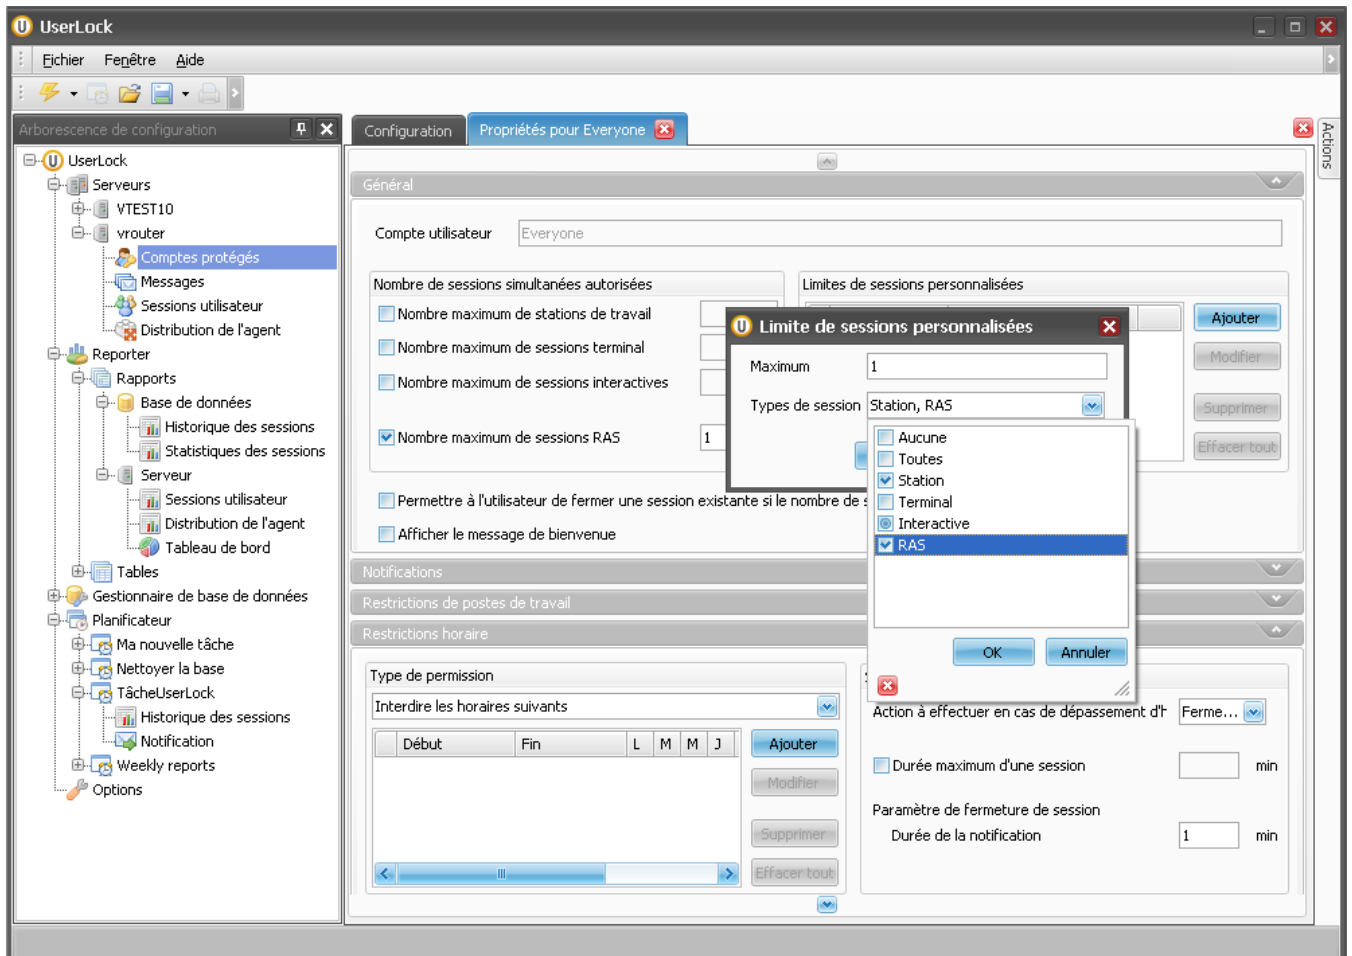 UserLock
Fichier Fenêtre Aide
Arborescence de configuration
UserLock
Serveurs
VTEST10
vrouter
Comptes protégés
Messages
Sessions utilisateur
Distribution de l'agent
Reporter
Rapports
Base de données
Historique des sessions
Statistiques des sessions
Serveur
Sessions utilisateur
Distribution de l'agent
Tableau de bord
Tables
Gestionnaire de base de données
Planificateur
Ma nouvelle tâche
Nettoyer la base
TâcheUserLock
Historique des sessions
Notification
Weekly reports
Options
Configuration
Propriétés pour Everyone
Actions
Général
Compte utilisateur Everyone
Nombre de sessions simultanées autorisées
Nombre maximum de stations de travail
Nombre maximum de sessions terminal
Nombre maximum de sessions interactives
Nombre maximum de sessions RAS 1
Permettre à l'utilisateur de fermer une session existante si le nombre de
Afficher le message de bienvenue
Limites de sessions personnalisées
Ajouter
Modifier
Supprimer
Effacer tout
Limite de sessions personnalisées
Maximum 1
Types de session Station, RAS
Aucune
Toutes
Station
Terminal
Interactive
RAS
OK Annuler
Notifications
Restrictions de postes de travail
Restrictions horaire
Type de permission
Interdire les horaires suivants
Début Fin L M M J
Ajouter
Modifier
Supprimer
Effacer tout
Action à effectuer en cas de dépassement d'h Ferme...
Durée maximum d'une session min
Paramètre de fermeture de session
Durée de la notification 1 min